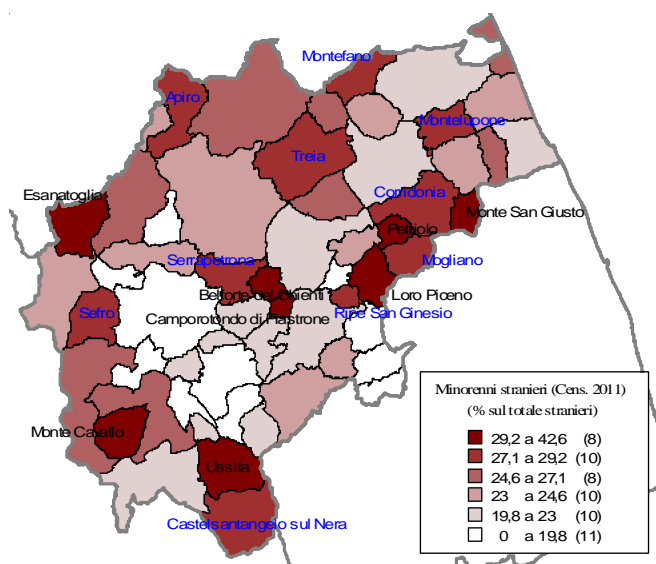 Montefano
Apiro
Montelupone
Treia
Esanatoglia
Corridonia
Monte San Giusto
Petriolo
Serrapetrona
Mogliano
Belforte del Chienti
Loro Piceno
Sefro
Camporotondo di Fiastrone
Ripe San Ginesio
Minorenni stranieri (Cens. 2011)
(% sul totale stranieri)
29,2 a 42,6 (8)
27,1 a 29,2 (10)
24,6 a 27,1 (8)
23 a 24,6 (10)
19,8 a 23 (10)
0 a 19,8 (11)
Monte Cavallo
Ussita
Castelsantangelo sul Nera